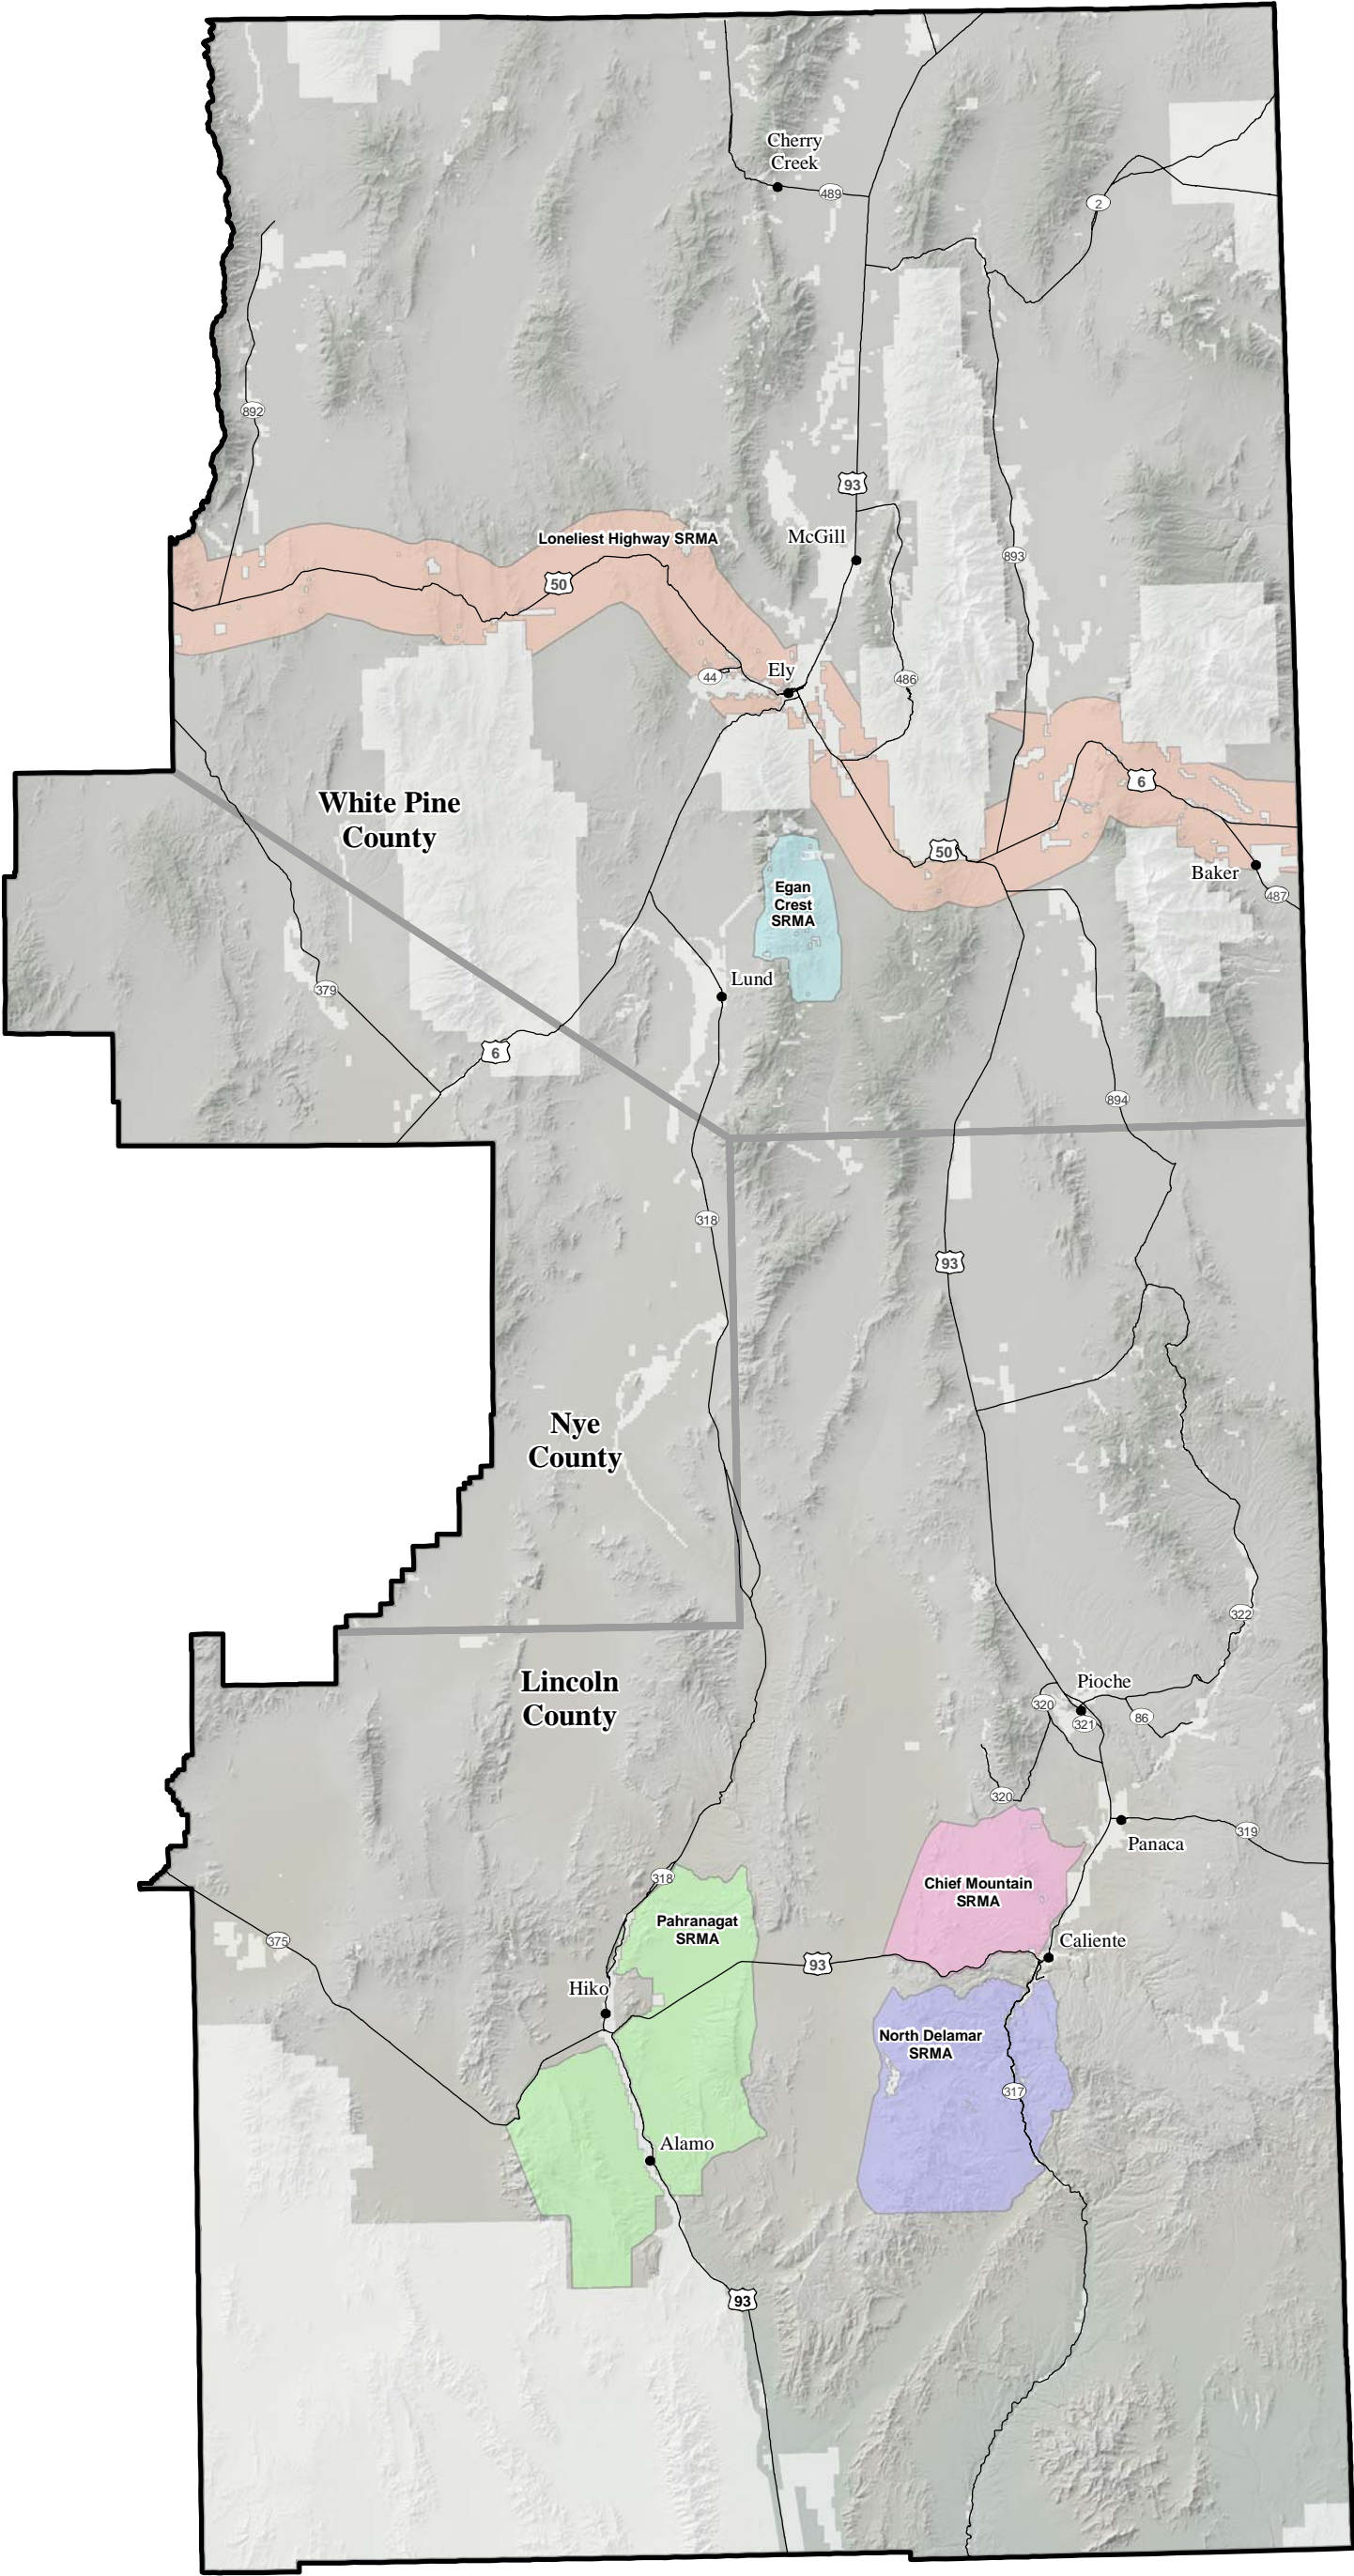 Cherry
Creek
489
2
892
93
Loneliest Highway SRMA
McGill
893
50
Ely
44
486
6
White Pine
County
50
Baker
Egan
Crest
SRMA
487
Lund
379
6
894
318
93
Nye
County
322
Lincoln
County
Pioche
320
321
86
320
319
Panaca
318
Chief Mountain
SRMA
Pahranagat
SRMA
375
Caliente
93
Hiko
North Delamar
SRMA
317
Alamo
93